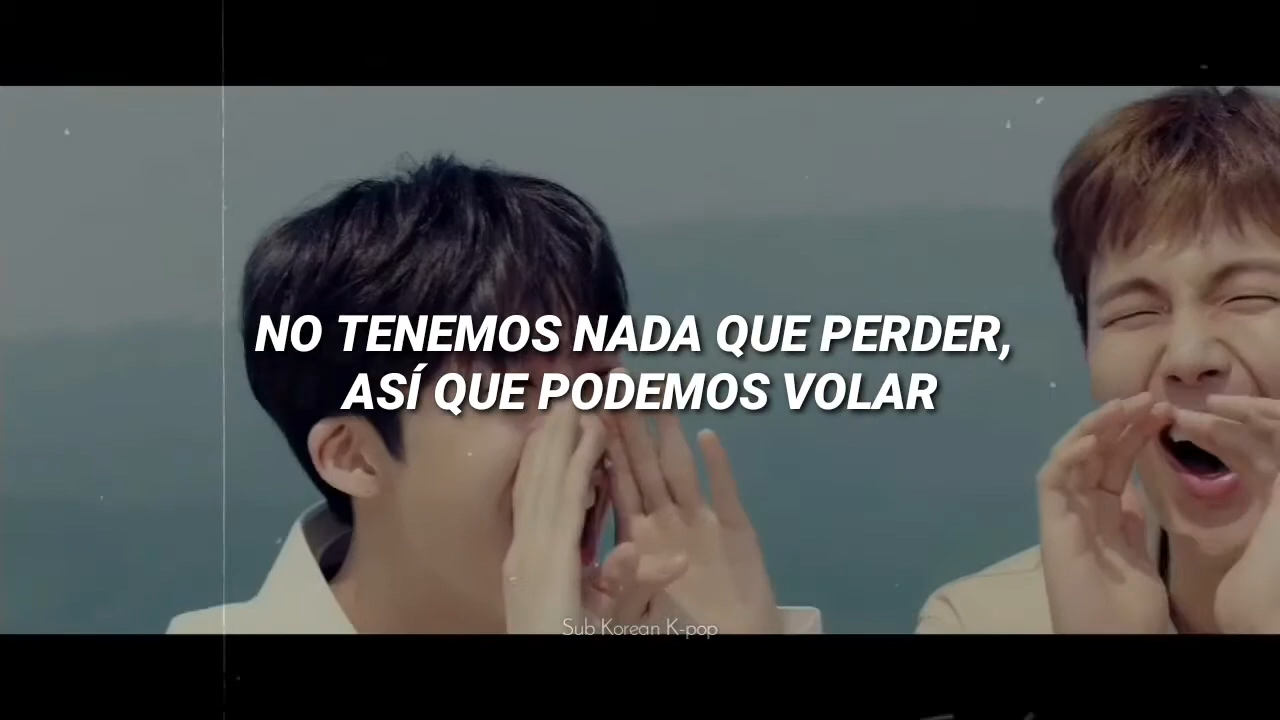 NO TENEMOS NADA QUE PERDER,
ASÍ QUE PODEMOS VOLAR
Sub Korean K-pop